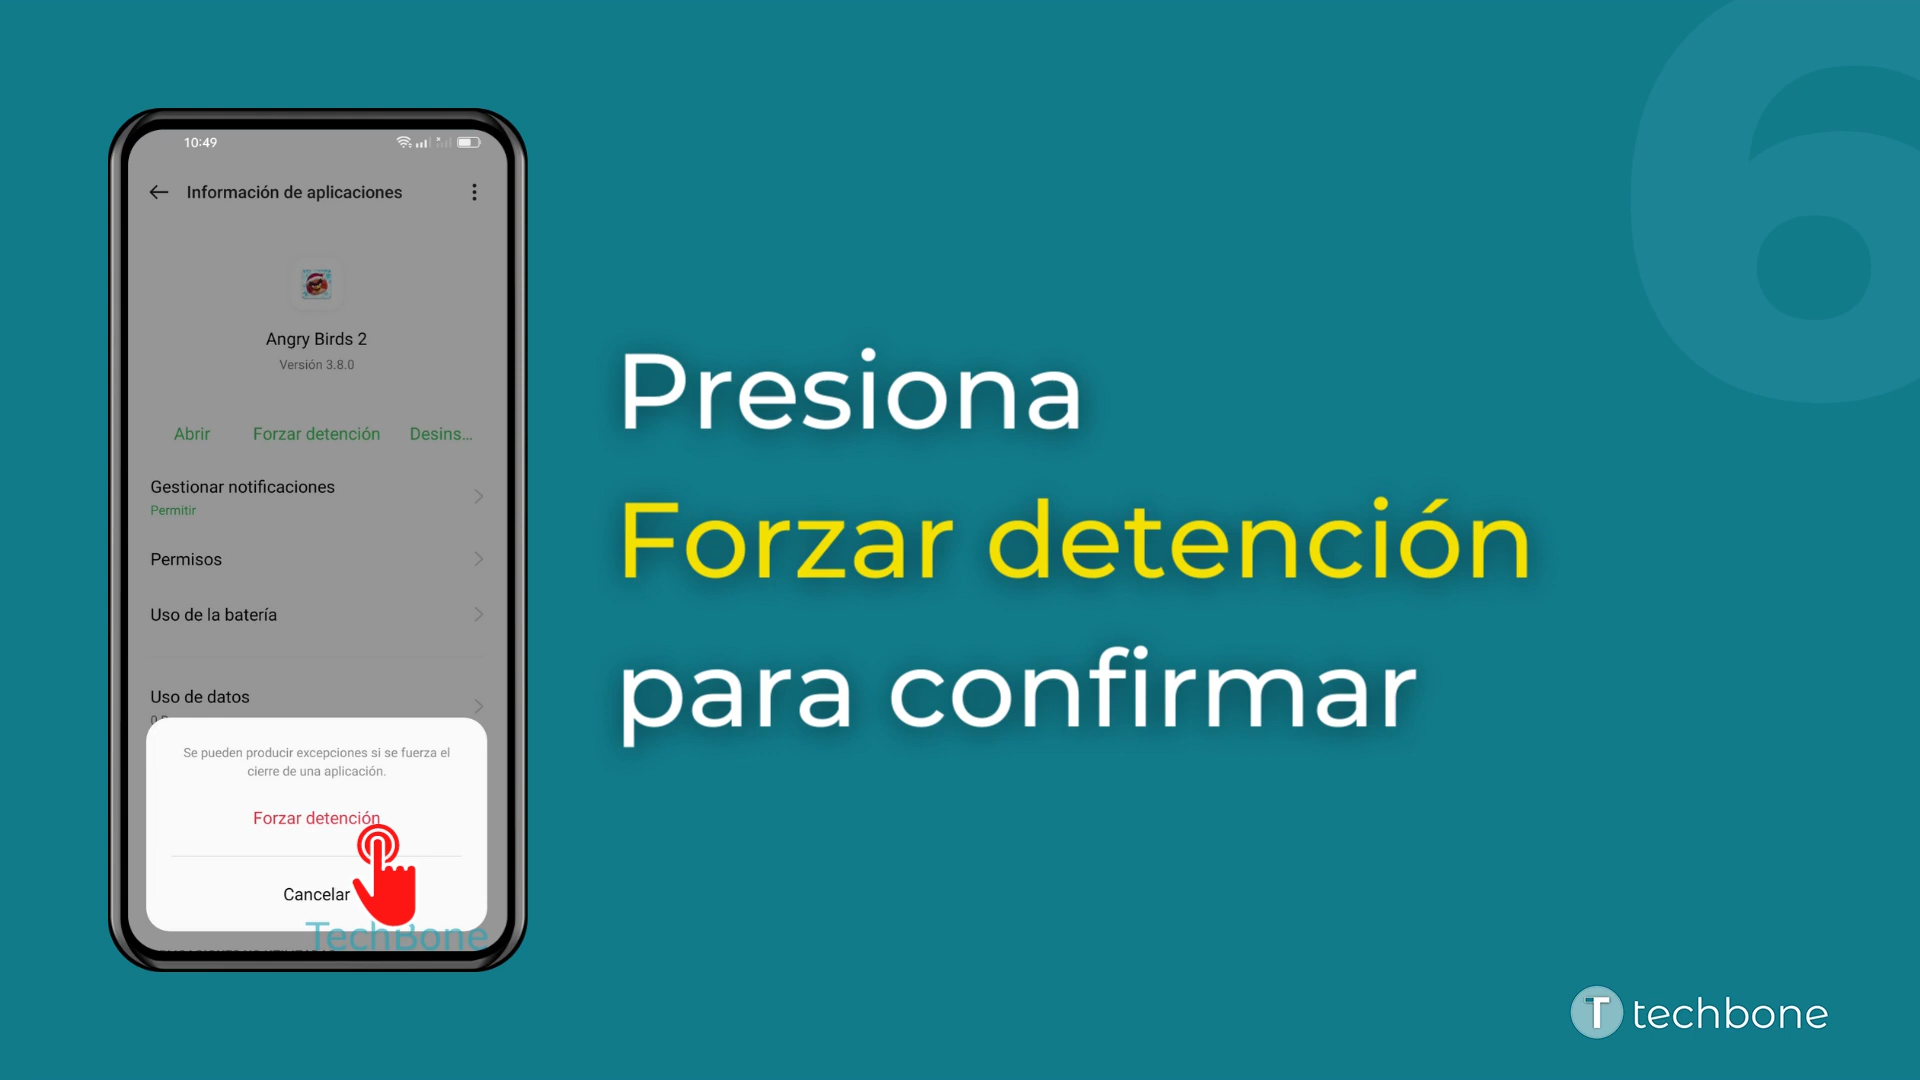 6
10:49
Información de aplicaciones
Angry Birds 2
Versión 3.8.0
Abrir
Forzar detención
Desins...
Gestionar notificaciones
Permitir
Permisos
Uso de la batería
Uso de datos
Se pueden producir excepciones si se fuerza el
cierre de una aplicación.
Forzar detención
Cancelar
TechBone
Presiona
Forzar detención
para confirmar
T techbone